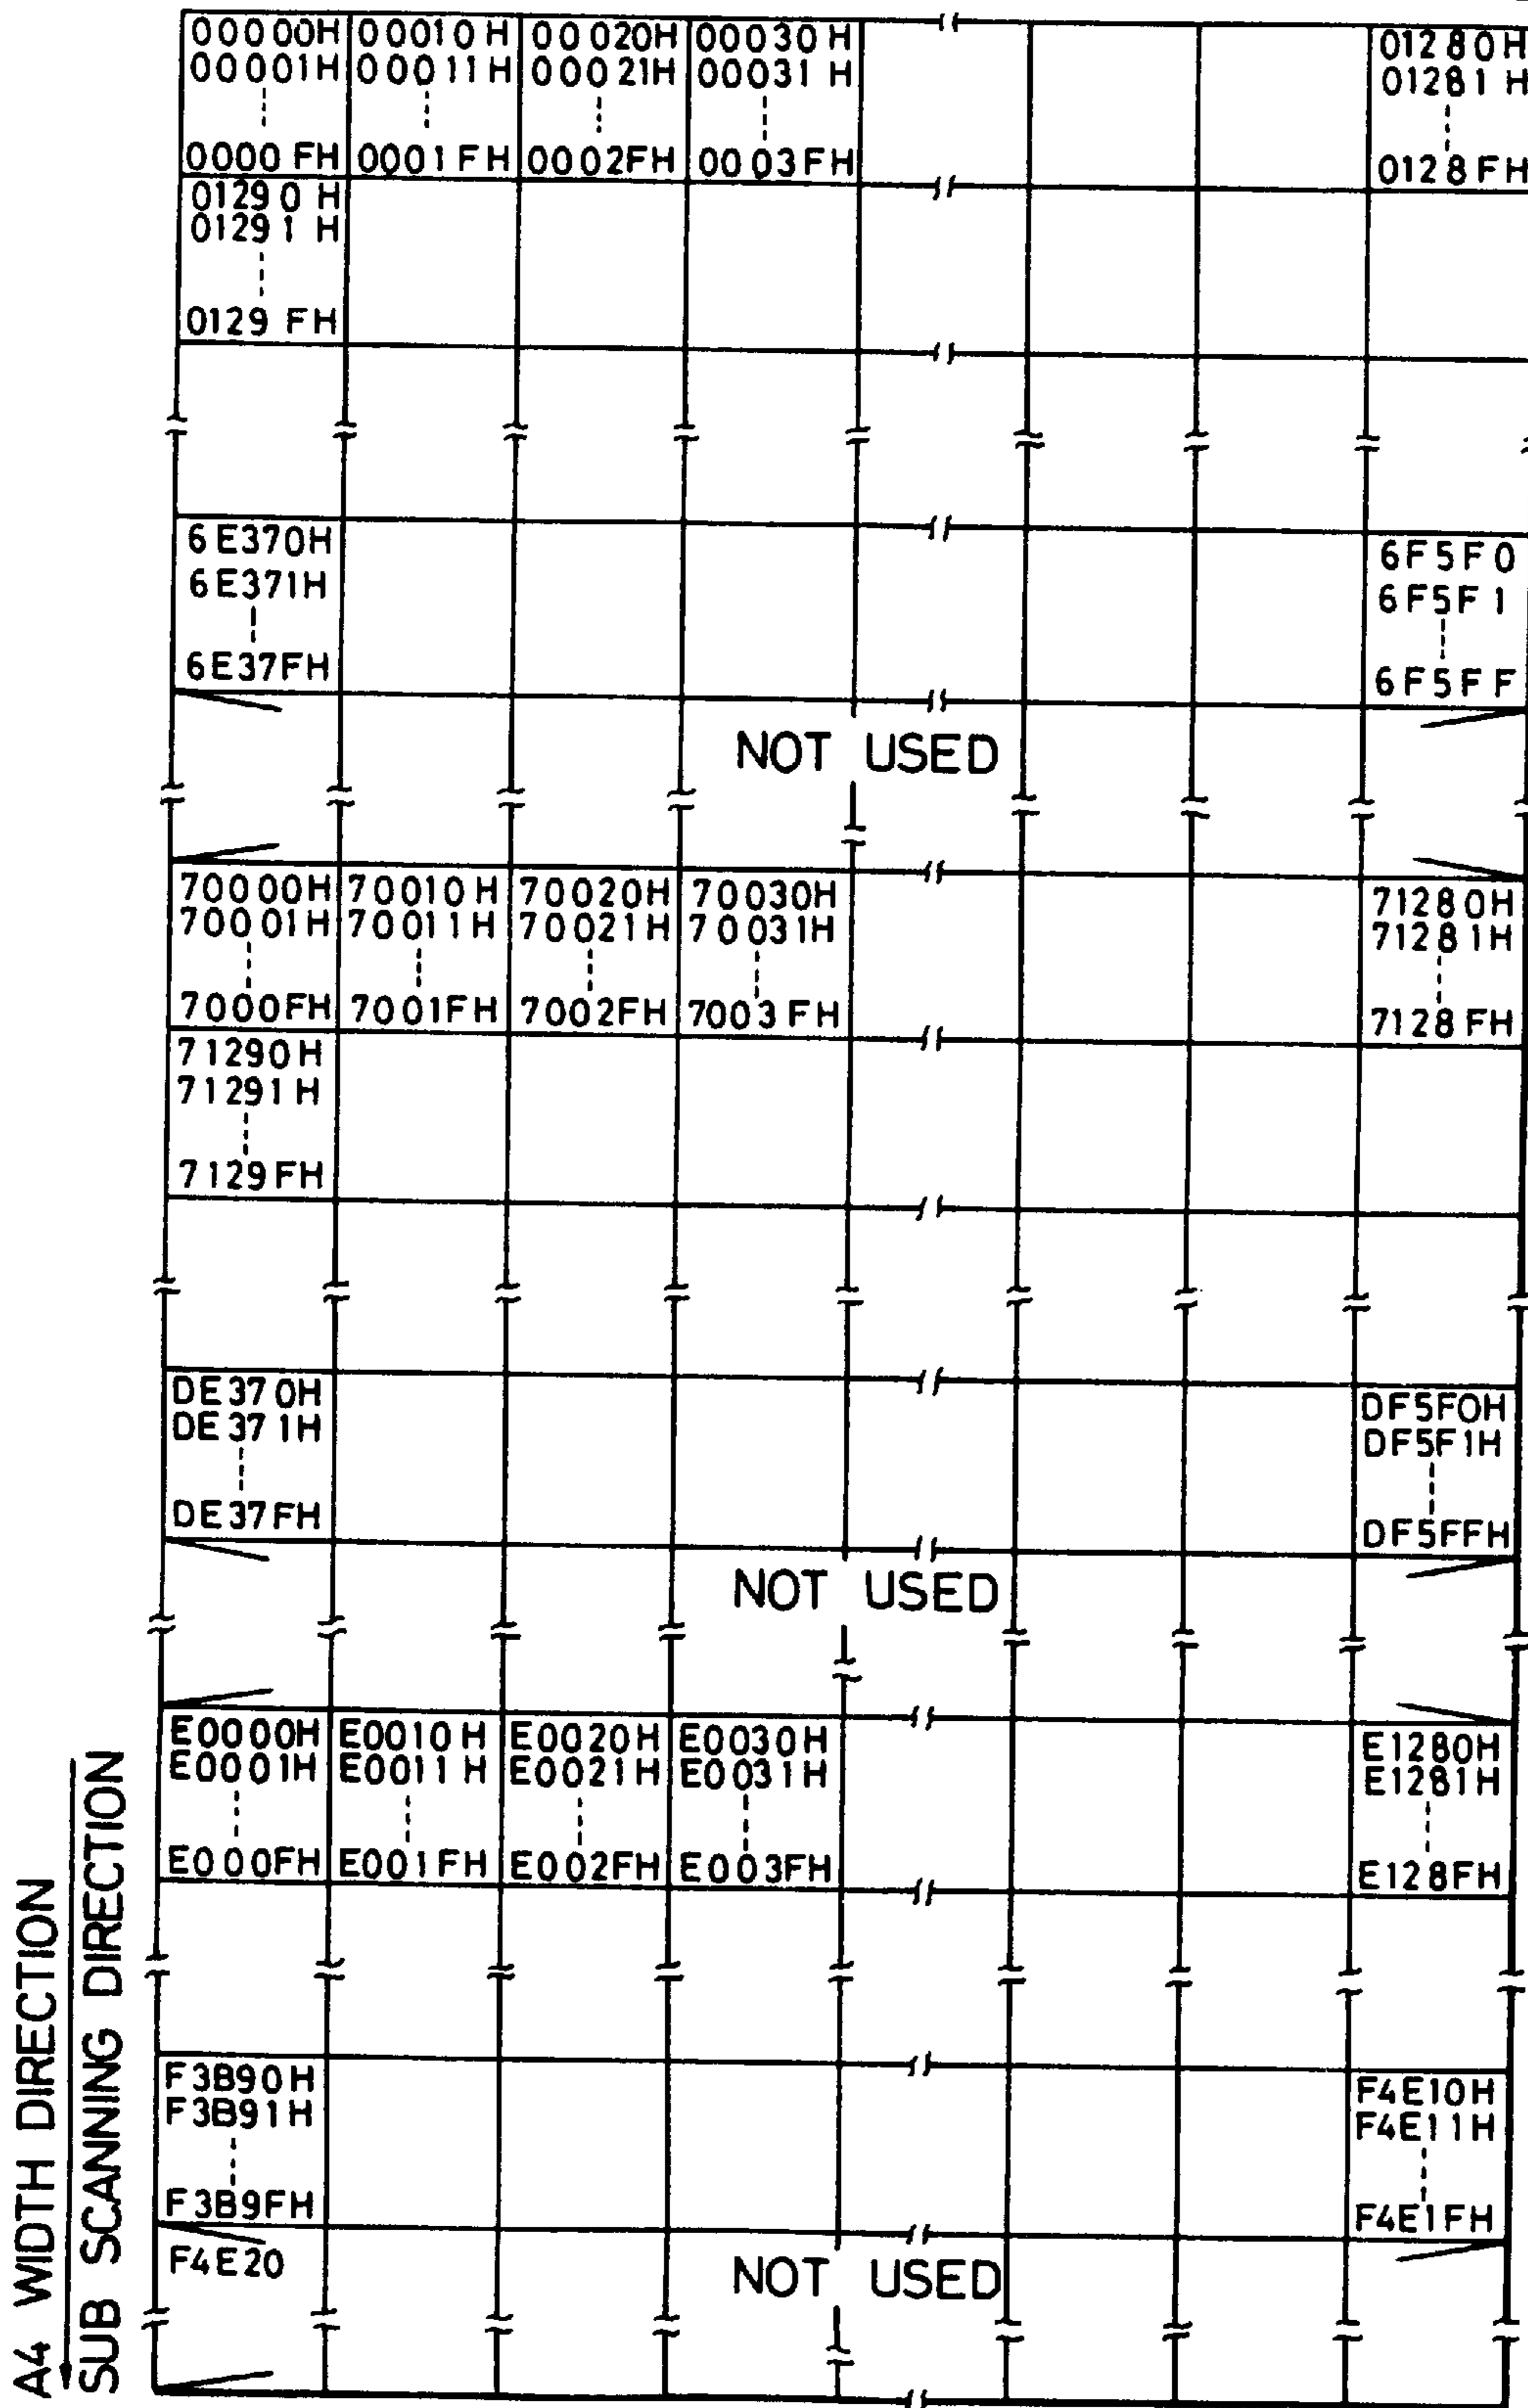 00000H 00010H 00020H 00030H 01280H
00001H 00011H 00021H 00031H 01281H
0000FH 0001FH 0002FH 0003FH 0128FH
01290H
01291H
0129FH
6E370H 6F5F0
6E371H 6F5F1
6E37FH 6F5FF
NOT USED
70000H 70010H 70020H 70030H 71280H
70001H 70011H 70021H 70031H 71281H
7000FH 7001FH 7002FH 7003FH 7128FH
71290H
71291H
7129FH
DE370H DF5F0H
DE371H DF5F1H
DE37FH DF5FFH
NOT USED
E0000H E0010H E0020H E0030H E1280H
E0001H E0011H E0021H E0031H E1281H
E000FH E001FH E002FH E003FH E128FH
F3B90H F4E10H
F3B91H F4E11H
F3B9FH F4E1FH
F4E20
NOT USED
A4 WIDTH DIRECTION
SUB SCANNING DIRECTION